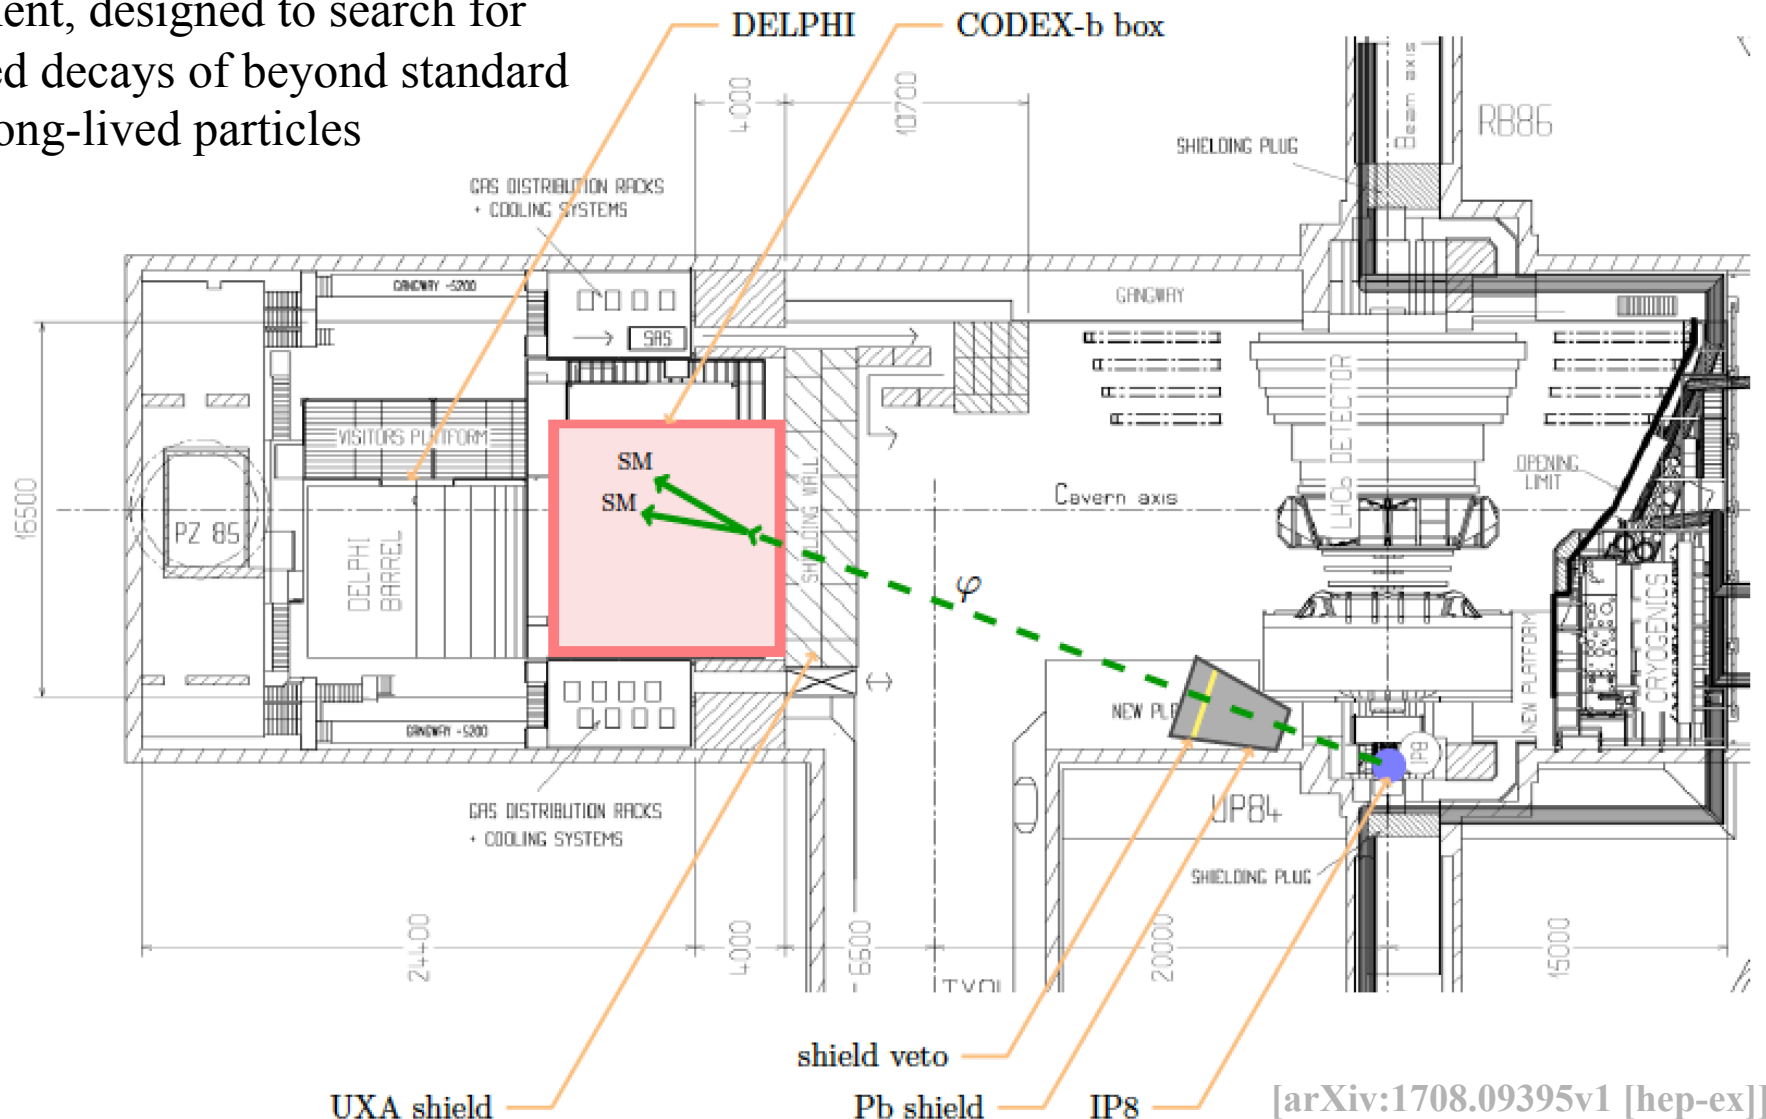 ent, designed to search for
ed decays of beyond standard
ong-lived particles
DELPHI
CODEX-b box
4000
10700
Beam axis
RB86
SHIELDING PLUG
GAS DISTRIBUTION RACKS
+ COOLING SYSTEMS
GANGWAY -5200
GANGWAY
SAS
VISITORS PLATFORM
LHCb DETECTOR
OPENING
LIMIT
SM
SM
SHIELDING WALL
Cavern axis
16500
PZ 85
DELPHI
BARREL
φ
NEW PLATFORM
CRYOGENICS
NEW PL
IP8
GANGWAY -5200
UP84
GAS DISTRIBUTION RACKS
+ COOLING SYSTEMS
SHIELDING PLUG
24400
4000
6600
20000
15000
shield veto
UXA shield
Pb shield
IP8
[arXiv:1708.09395v1 [hep-ex]]